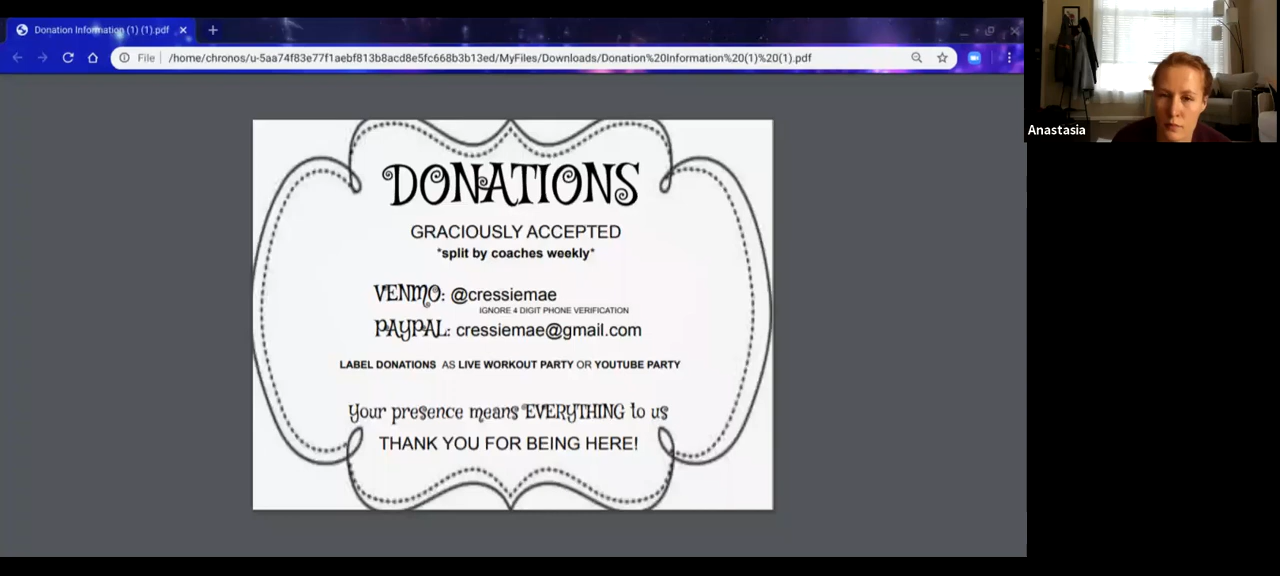 Donation Information (1) (1).pdf
File
/home/chronos/u-5aa74f83e77f1aebf813b8acd8e5fc668b3b13ed/MyFiles/Downloads/Donation%20Information%20(1)%20(1).pdf
Anastasia
DONATIONS
GRACIOUSLY ACCEPTED
*split by coaches weekly*
VENMO: @cressiemae
IGNORE 4 DIGIT PHONE VERIFICATION
PAYPAL: cressiemae@gmail.com
LABEL DONATIONS AS LIVE WORKOUT PARTY OR YOUTUBE PARTY
Your presence means EVERYTHING to us
THANK YOU FOR BEING HERE!